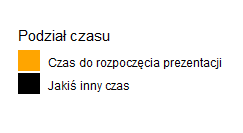 Podział czasu
Czas do rozpoczęcia prezentacji
Jakiś inny czas